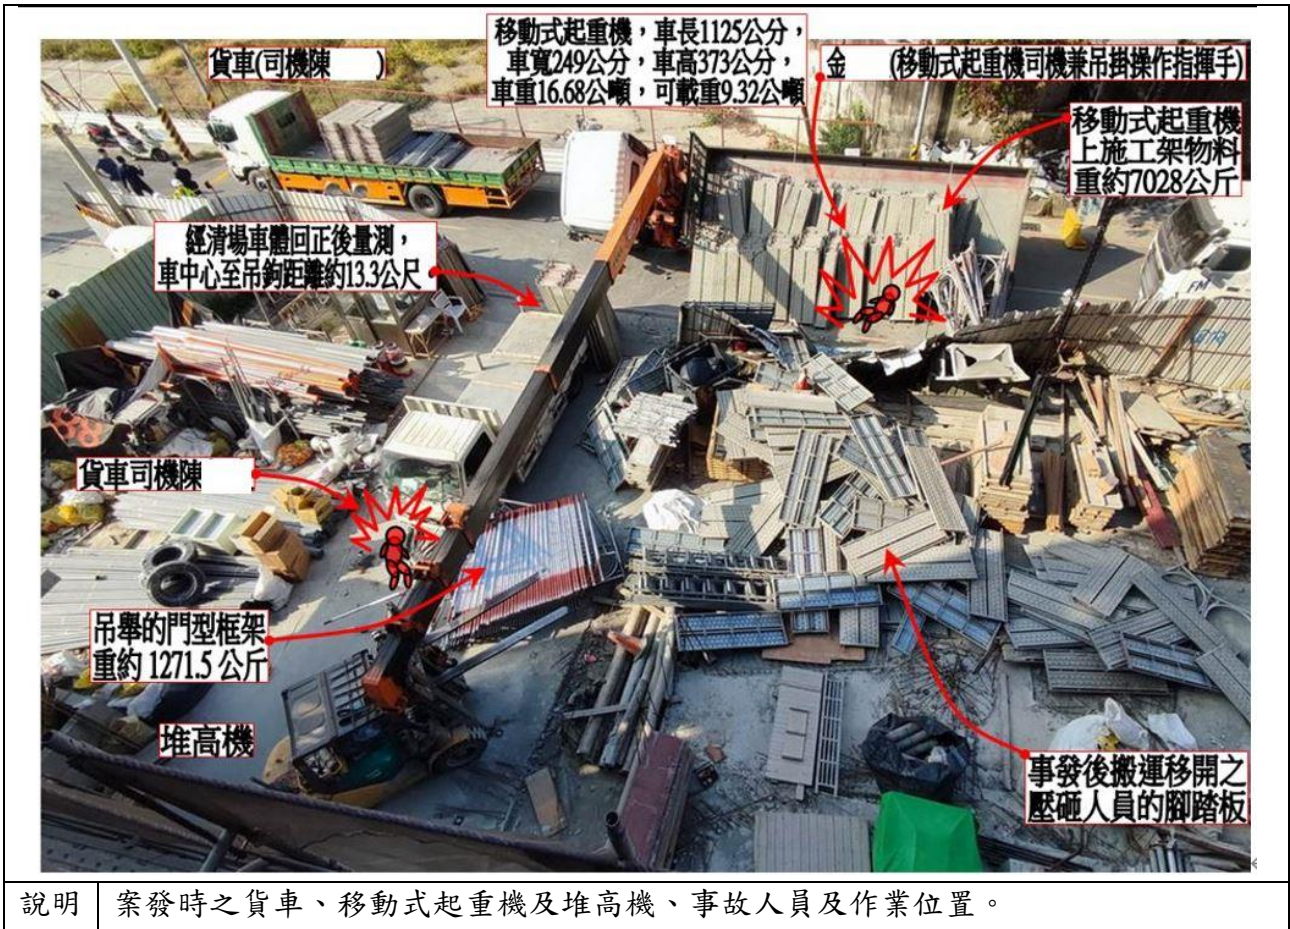 移動式起重機，車長1125公分，
車寬249公分，車高373公分，
車重16.68公噸，可載重9.32公噸
貨車(司機陳　　)
金　　(移動式起重機司機兼吊掛操作指揮手)
移動式起重機
上施工架物料
重約7028公斤
經清場車體回正後量測，
車中心至吊鉤距離約13.3公尺
FM
貨車司機陳
吊舉的門型框架
重約 1271.5 公斤
堆高機
事發後搬運移開之
壓砸人員的腳踏板
說明
案發時之貨車、移動式起重機及堆高機、事故人員及作業位置。